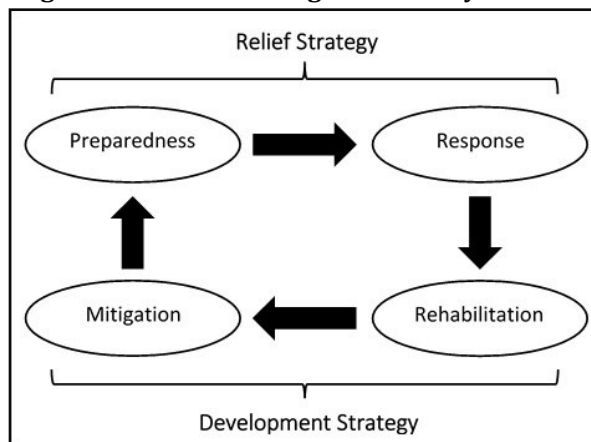 Relief Strategy
Preparedness
Response
Mitigation
Rehabilitation
Development Strategy